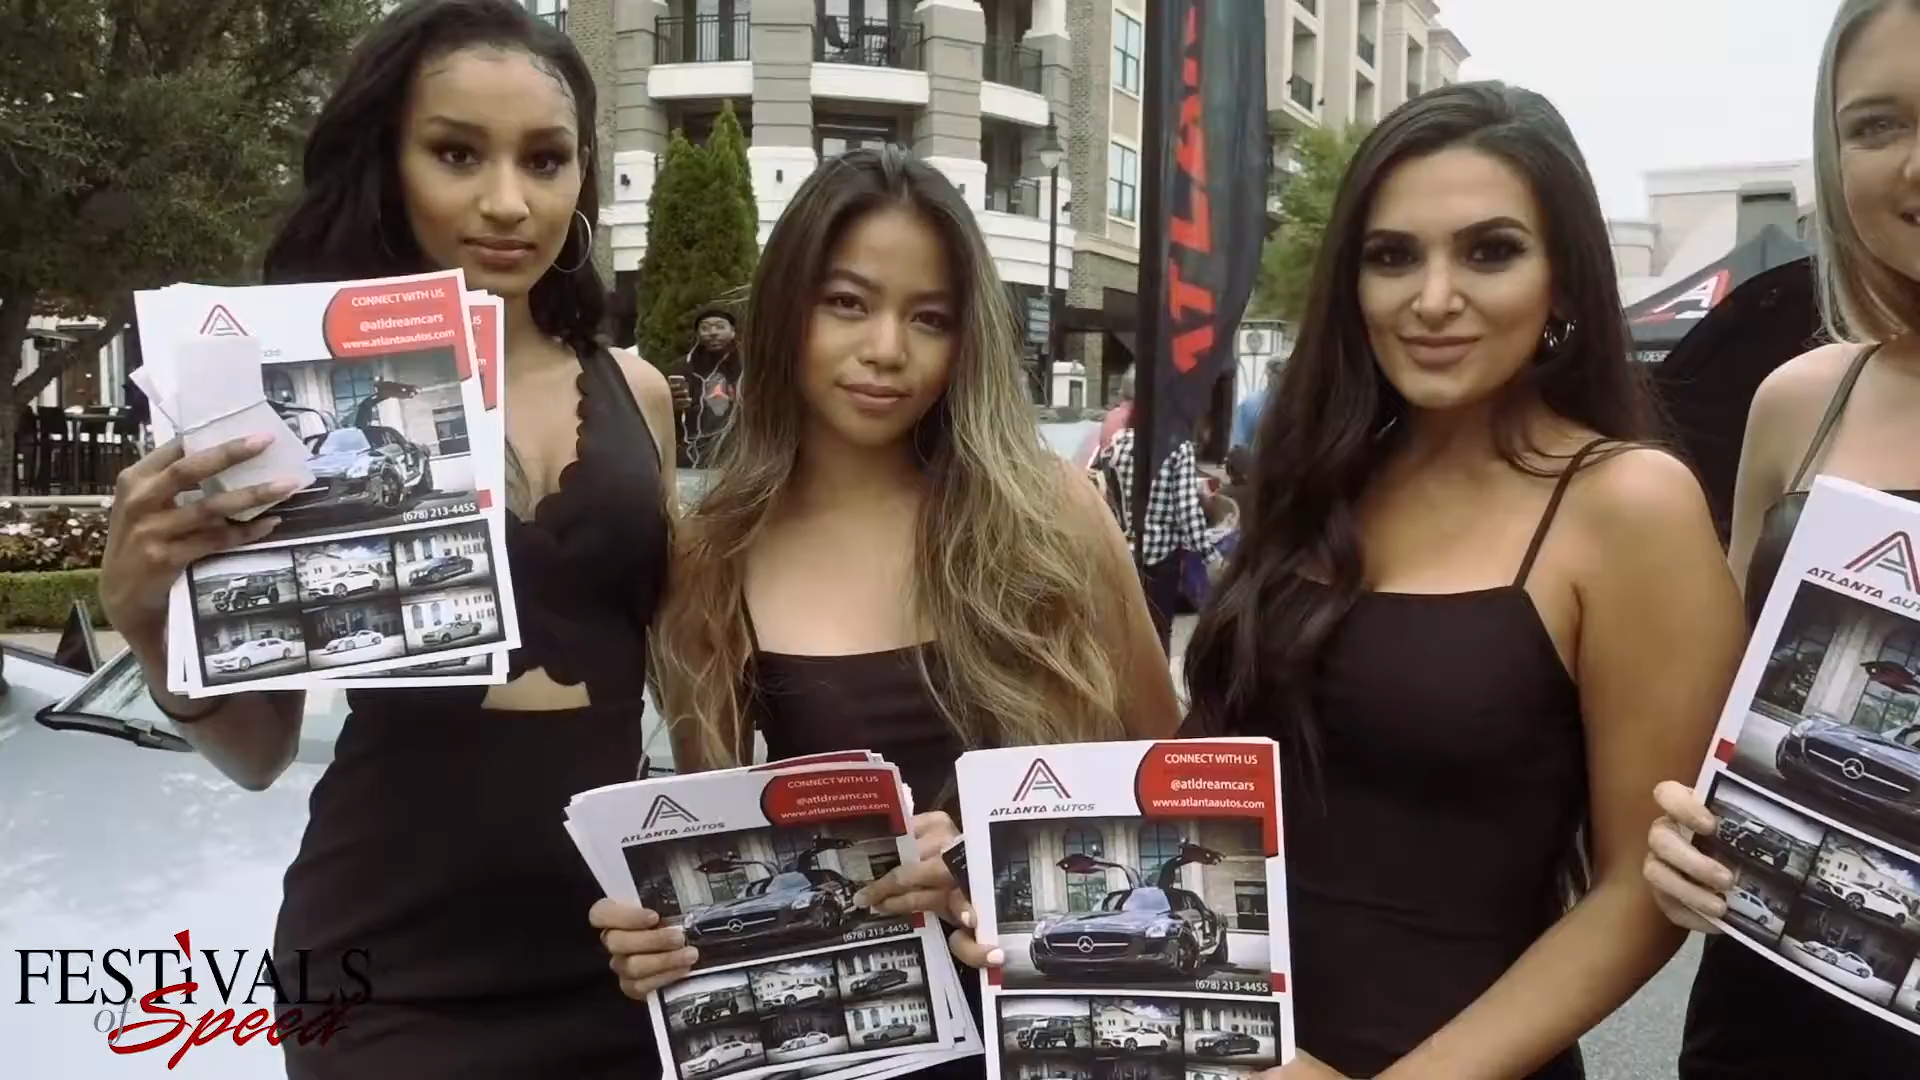 CONNECT WITH US
@atldreamcars
www.atlantaautos.com
(678) 213-4455
ATLA
CONNECT WITH US
@atldreamcars
www.atlantaautos.com
ATLANTA AUTOS
(678) 213-4455
CONNECT WITH US
@atldreamcars
www.atlantaautos.com
ATLANTA AUTOS
(678) 213-4455
ATLANTA AUT
FESTiVALS
of Speed